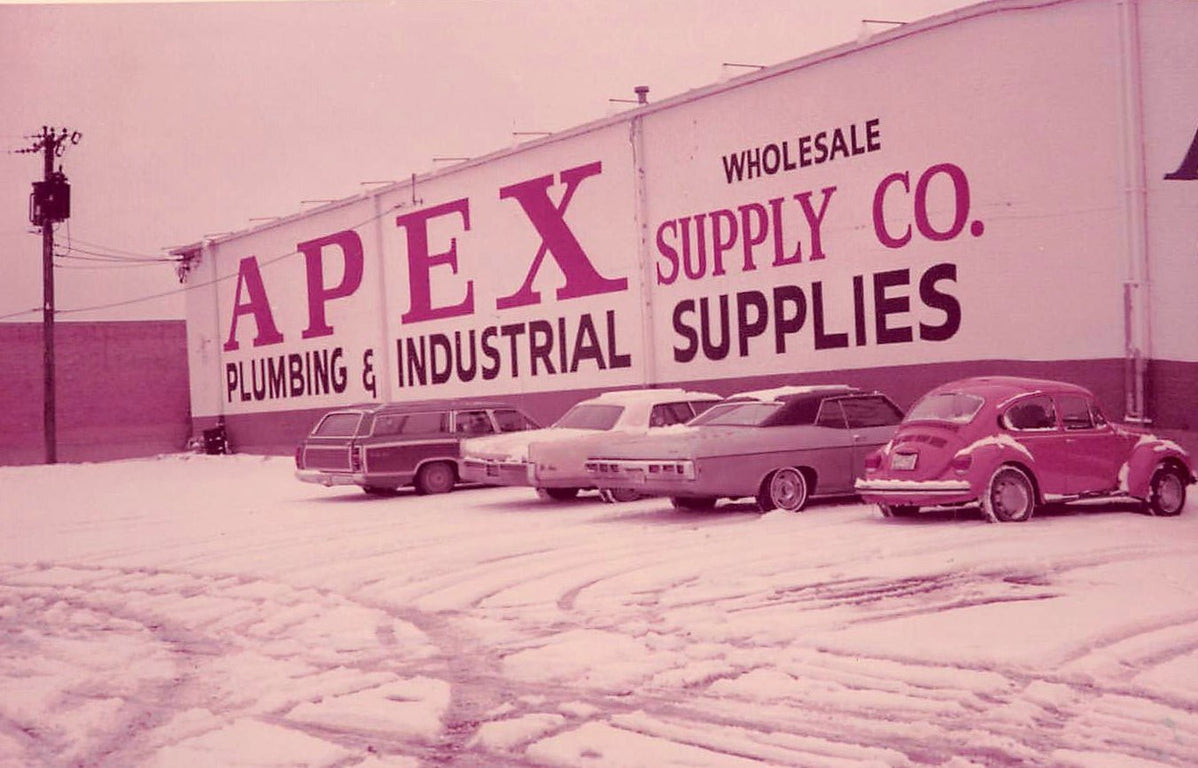 APEX
WHOLESALE
SUPPLY CO.
PLUMBING & INDUSTRIAL SUPPLIES